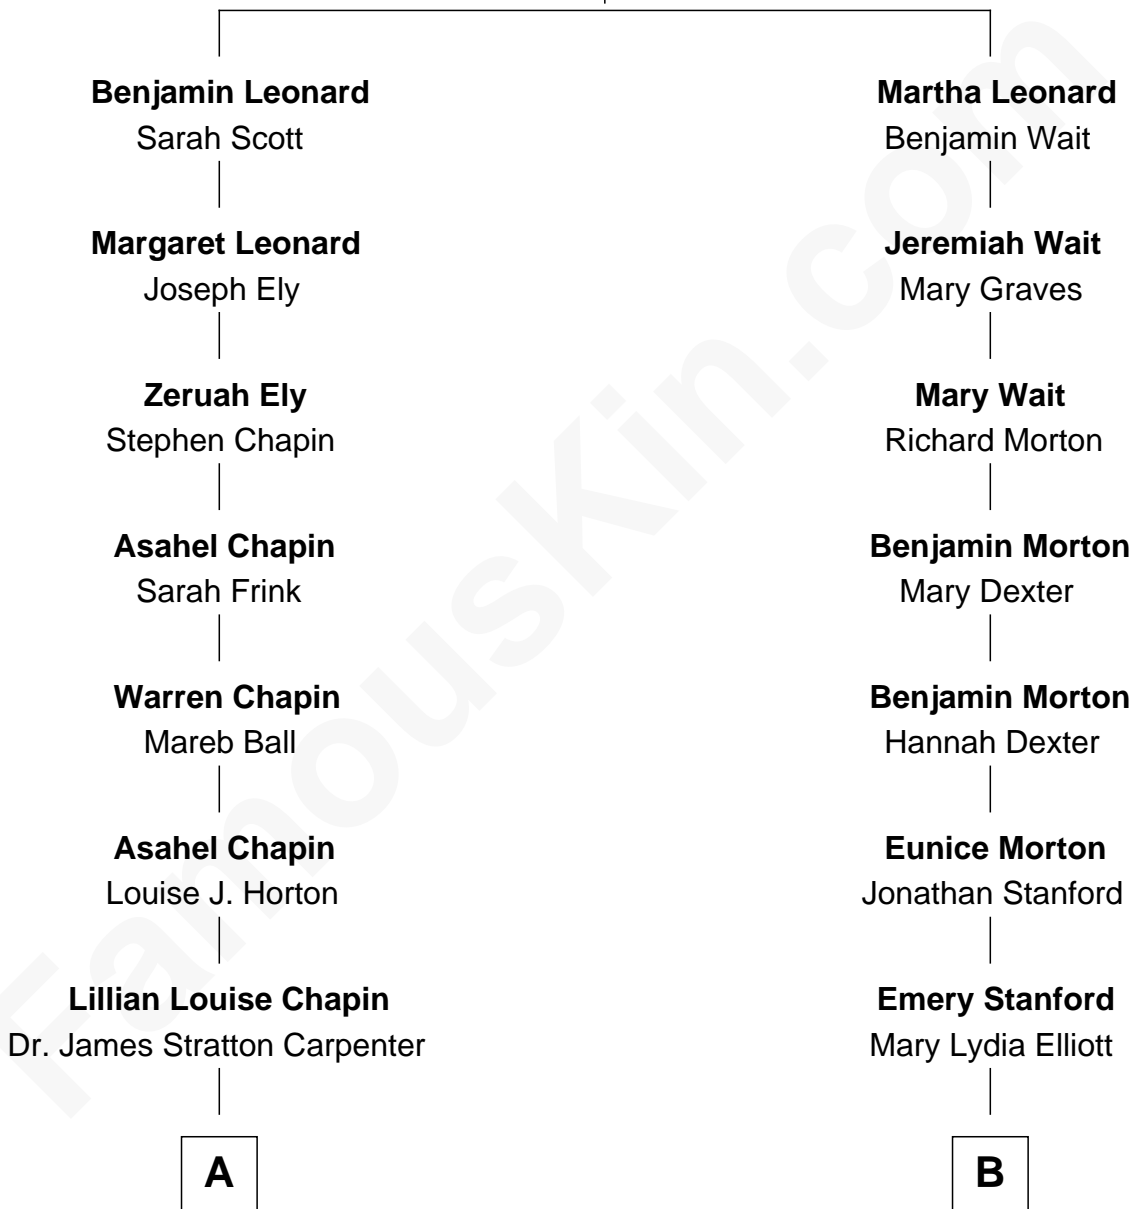 Benjamin Leonard
Sarah Scott
Margaret Leonard
Joseph Ely
Zeruah Ely
Stephen Chapin
Asahel Chapin
Sarah Frink
Warren Chapin
Mareb Ball
Asahel Chapin
Louise J. Horton
Lillian Louise Chapin
Dr. James Stratton Carpenter
A
Martha Leonard
Benjamin Wait
Jeremiah Wait
Mary Graves
Mary Wait
Richard Morton
Benjamin Morton
Mary Dexter
Benjamin Morton
Hannah Dexter
Eunice Morton
Jonathan Stanford
Emery Stanford
Mary Lydia Elliott
B
FamousKin.com